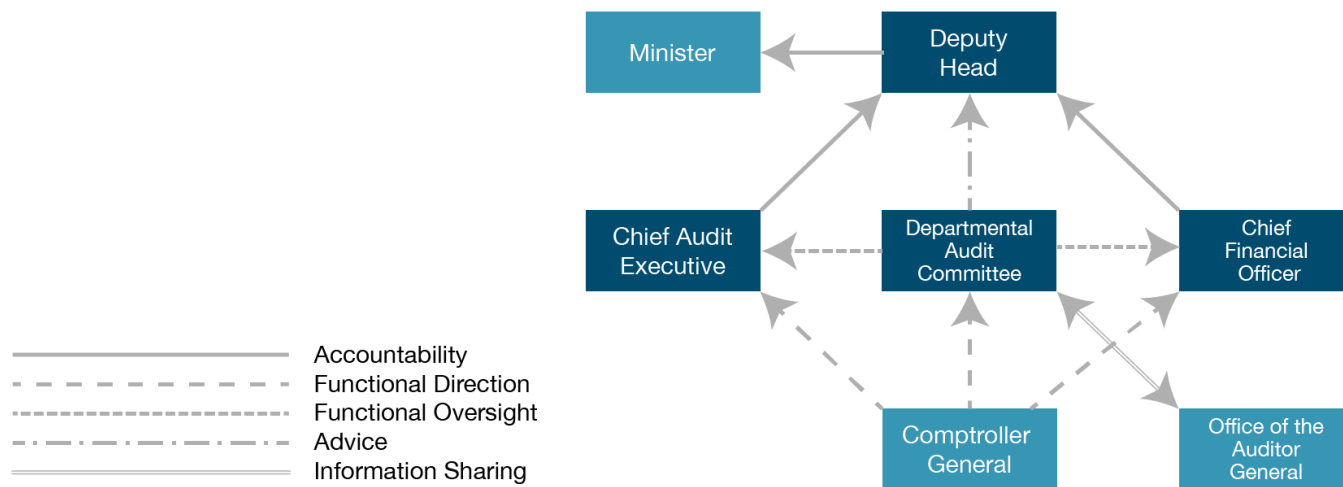 Minister
Deputy
Head
Chief Audit
Executive
Departmental
Audit
Committee
Chief
Financial
Officer
Accountability
Functional Direction
Functional Oversight
Advice
Information Sharing
Comptroller
General
Office of the
Auditor
General